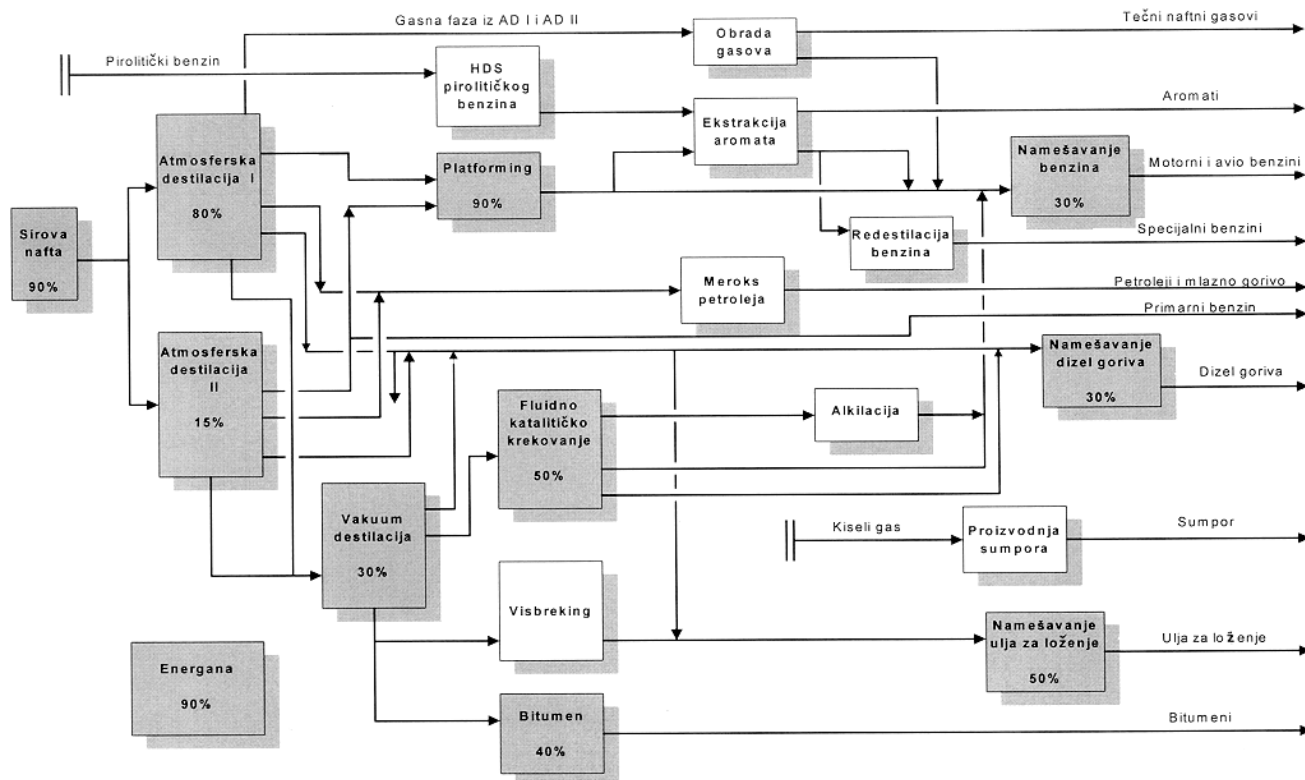 Gasna faza iz AD I i AD II
Tečni naftni gasovi
Obrada
gasova
Pirolitički benzin
HDS
pirolitičkog
benzina
Aromati
Ekstrakcija
aromata
Atmosferska
destilacija I
80%
Platforming
90%
Namešavanje
benzina
30%
Motorni i avio benzini
Sirova
nafta
90%
Redestilacija
benzina
Specijalni benzini
Meroks
petroleja
Petroleji i mlazno gorivo
Primarni benzin
Atmosferska
destilacija
II
15%
Namešavanje
dizel goriva
30%
Dizel goriva
Fluidno
katalitičko
krekovanje
50%
Alkilacija
Vakuum
destilacija
30%
Kiseli gas
Proizvodnja
sumpora
Sumpor
Visbreking
Namešavanje
ulja za loženje
50%
Ulja za loženje
Energana
90%
Bitumen
40%
Bitumeni